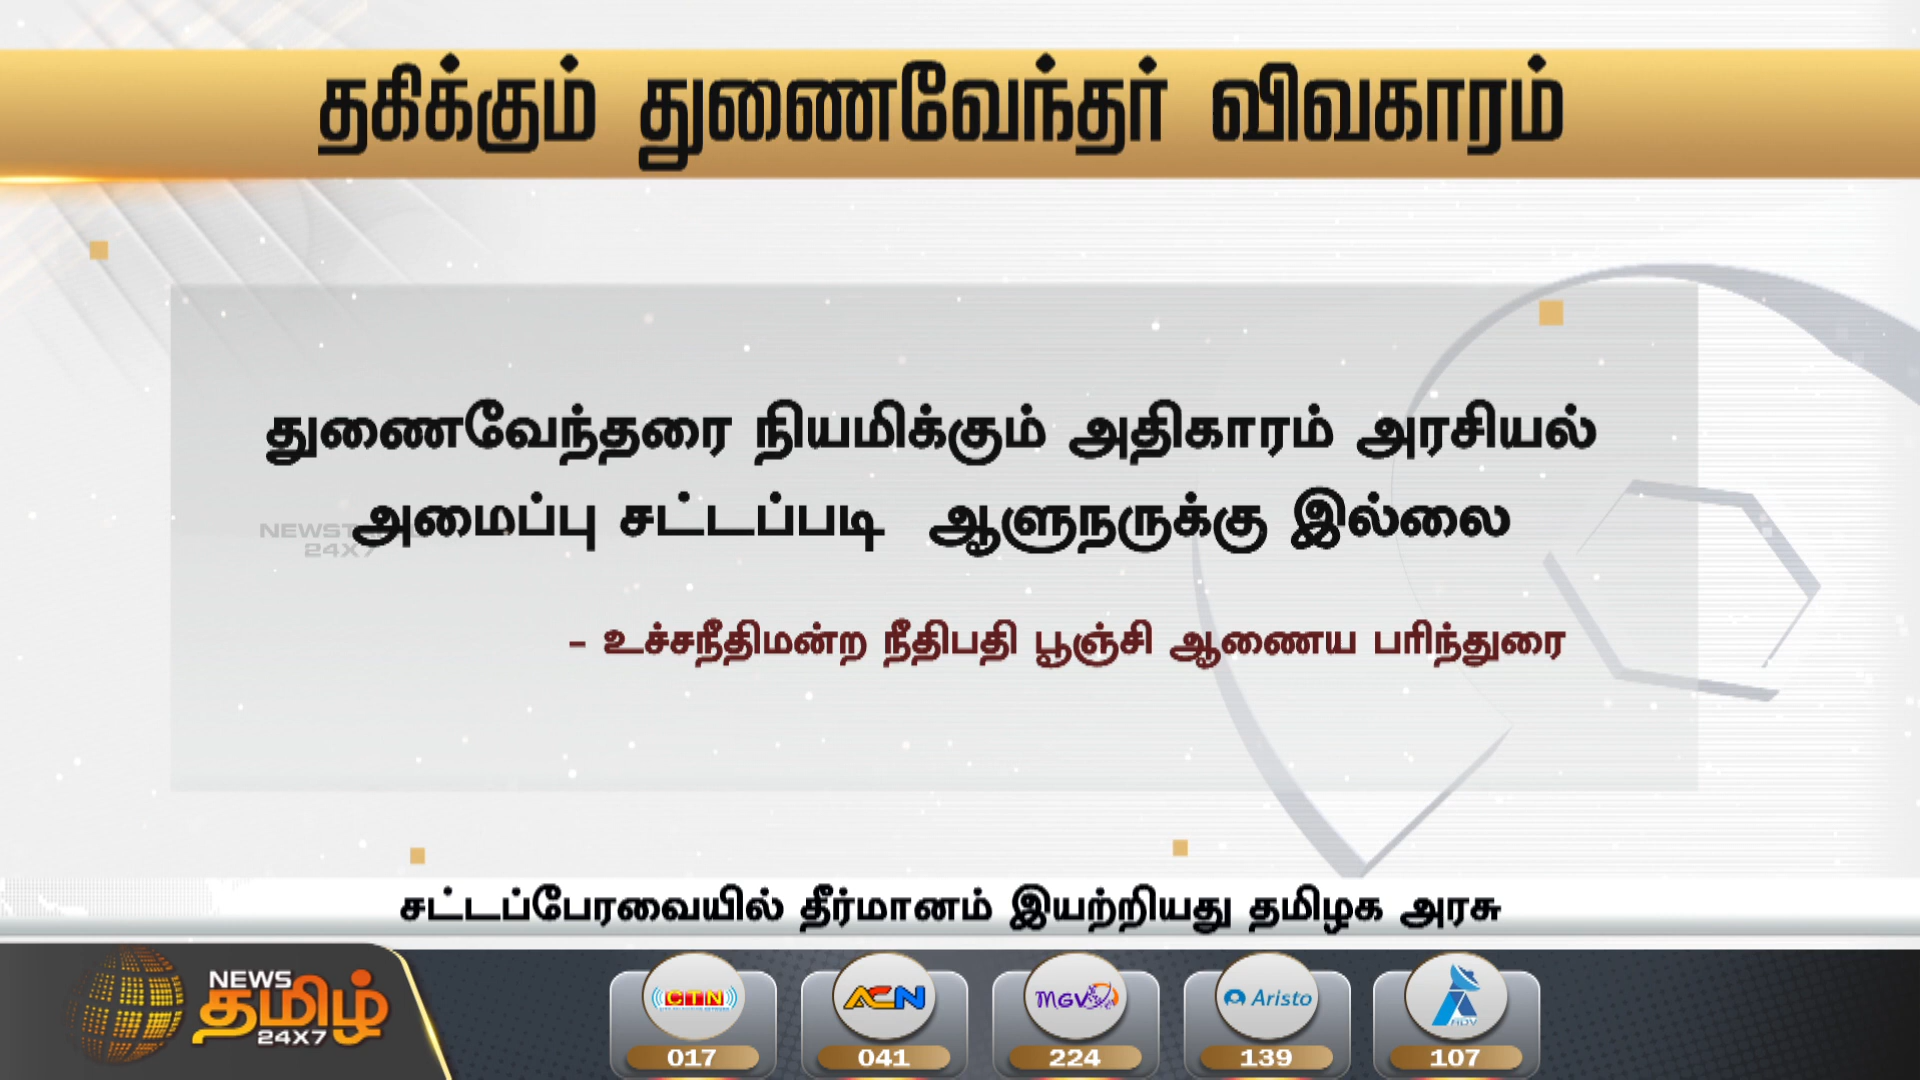 தகிக்கும் துணைவேந்தர் விவகாரம்
துணைவேந்தரை நியமிக்கும் அதிகாரம் அரசியல்
அமைப்பு சட்டப்படி ஆளுநருக்கு இல்லை
- உச்சநீதிமன்ற நீதிபதி பூஞ்சி ஆணைய பரிந்துரை
சட்டப்பேரவையில் தீர்மானம் இயற்றியது தமிழக அரசு
NEWS
தமிழ்
24X7
CTN
ACN
MGV
Aristo
HDV
017
041
224
139
107